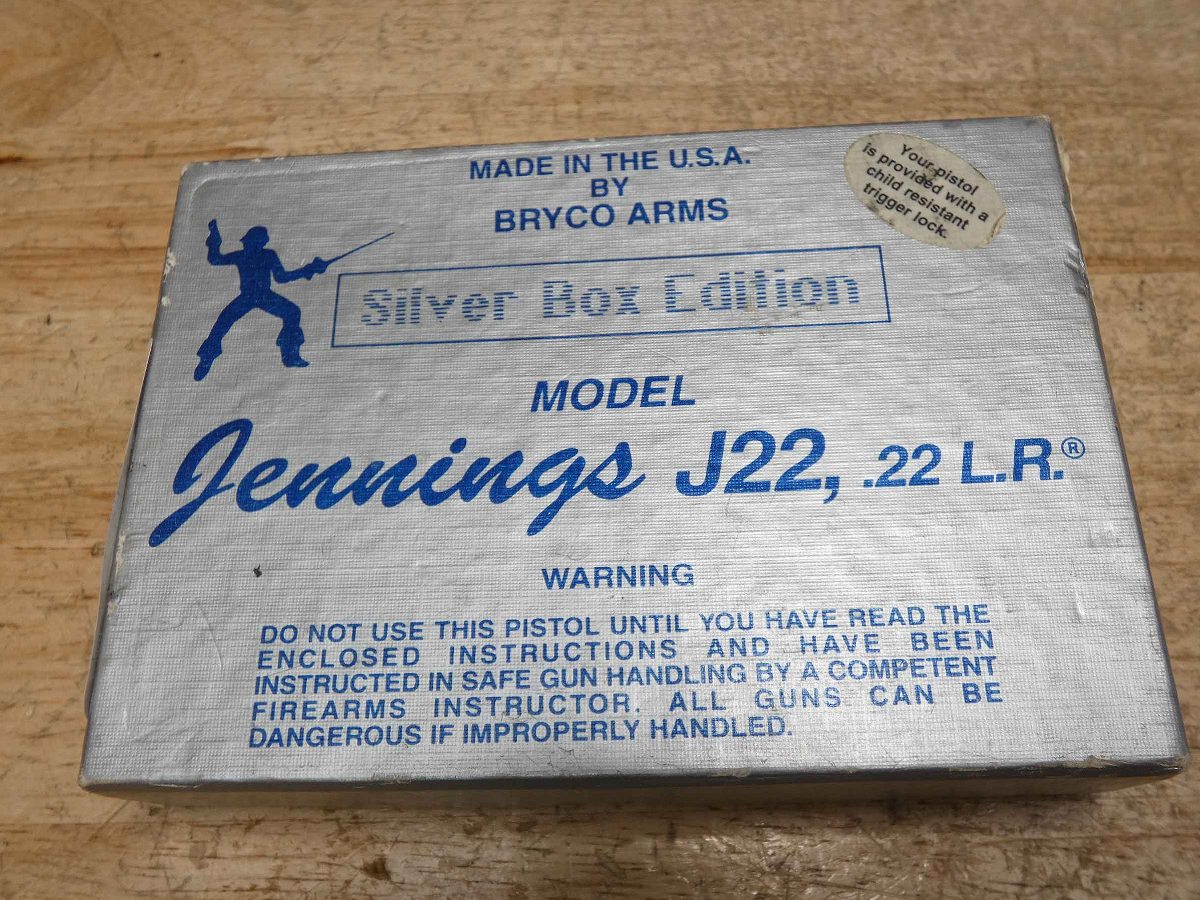 MADE IN THE U.S.A.
BY
BRYCO ARMS
Your pistol
is provided with a
child resistant
trigger lock.
Silver Box Edition
MODEL
Jennings J22, .22 L.R.®
WARNING
DO NOT USE THIS PISTOL UNTIL YOU HAVE READ THE
ENCLOSED INSTRUCTIONS AND HAVE BEEN
INSTRUCTED IN SAFE GUN HANDLING BY A COMPETENT
FIREARMS INSTRUCTOR. ALL GUNS CAN BE
DANGEROUS IF IMPROPERLY HANDLED.